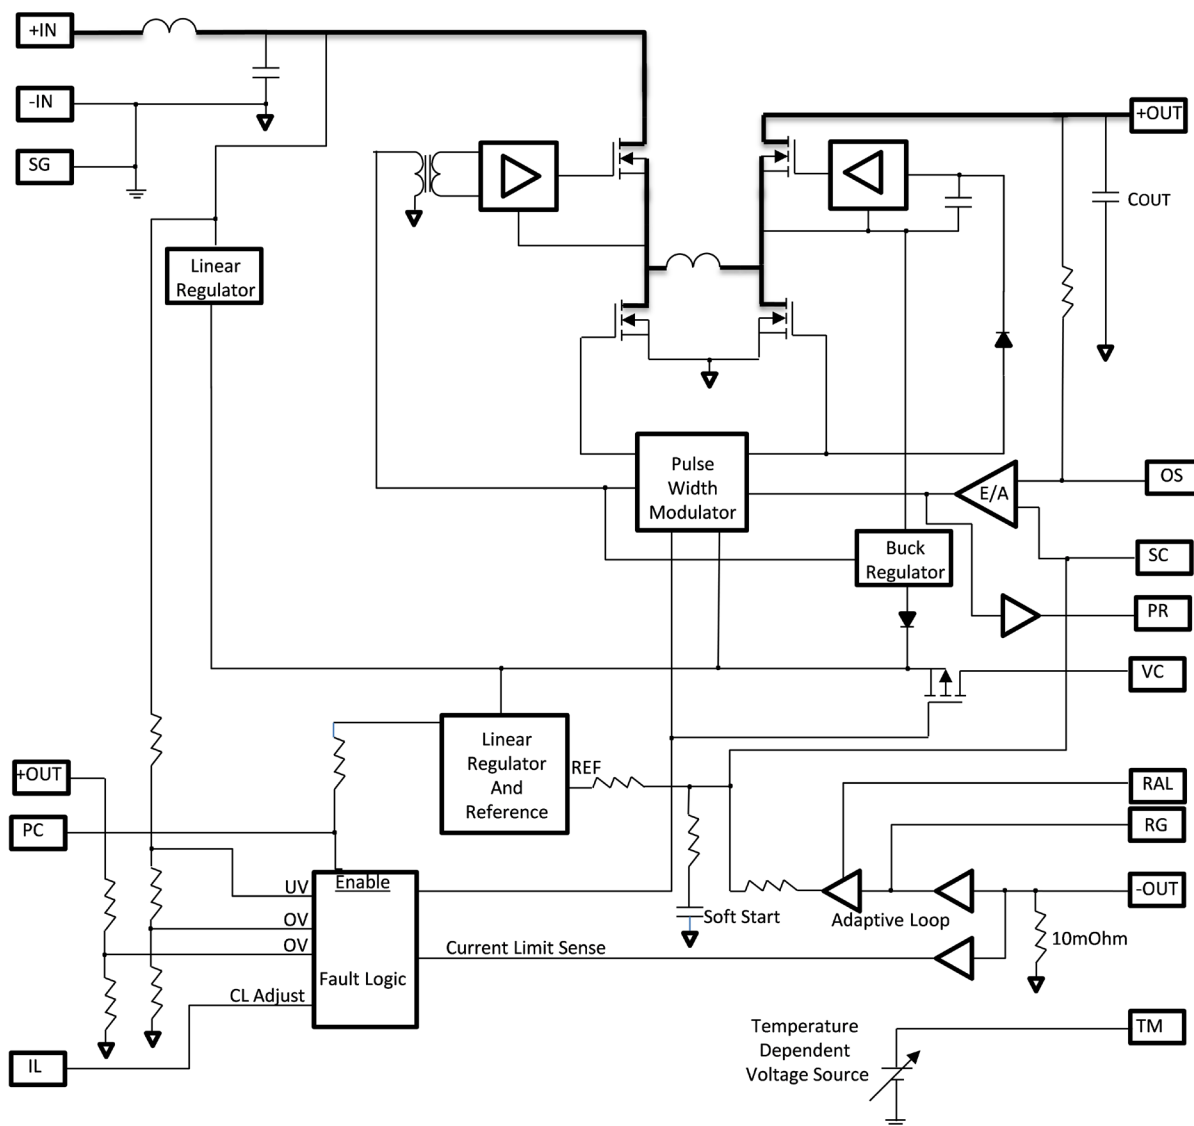 +IN
-IN
+OUT
SG
COUT
Linear
Regulator
Pulse
Width
Modulator
E/A
OS
Buck
Regulator
SC
PR
VC
Linear
Regulator
And
Reference
REF
+OUT
RAL
PC
RG
Enable
UV
-OUT
OV
Soft Start
Adaptive Loop
OV
Current Limit Sense
10mOhm
Fault Logic
CL Adjust
Temperature
Dependent
Voltage Source
TM
IL